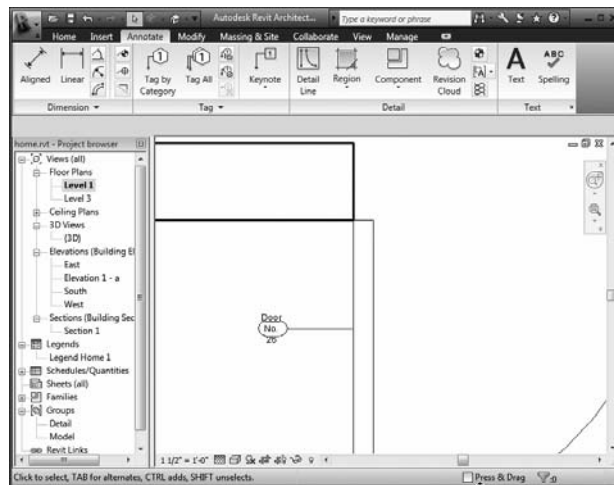 Autodesk Revit Architect...
Type a keyword or phrase
Home Insert Annotate Modify Massing & Site Collaborate View Manage
Aligned Linear Tag by Category Tag All Keynote Detail Line Region Component Revision Cloud Text Spelling
Dimension Tag Detail Text
home.rvt - Project browser
Views (all)
Floor Plans
Level 1
Level 3
Ceiling Plans
3D Views
{3D}
Elevations (Building El
East
Elevation 1 - a
South
West
Sections (Building Sec
Section 1
Legends
Legend Home 1
Schedules/Quantities
Sheets (all)
Families
Groups
Detail
Model
Revit Links
Door
No.
26
1 1/2" = 1'-0"
Click to select, TAB for alternates, CTRL adds, SHIFT unselects.
Press & Drag
:0